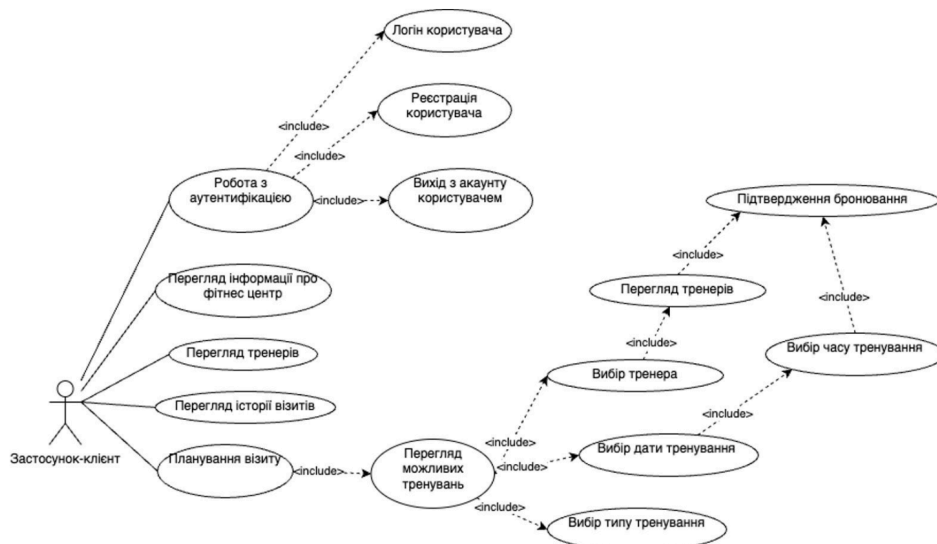 Логін користувача
<include>
Реєстрація
користувача
<include>
Робота з
аутентифікацією
<include>
Вихід з акаунту
користувачем
Підтвердження бронювання
<include>
<include>
Перегляд інформації про
фітнес центр
Перегляд тренерів
<include>
Вибір часу тренування
Перегляд тренерів
Вибір тренера
<include>
<include>
Перегляд історії візитів
Застосунок-клієнт
Планування візиту
<include>
Перегляд
можливих
тренувань
<include>
Вибір дати тренування
<include>
Вибір типу тренування